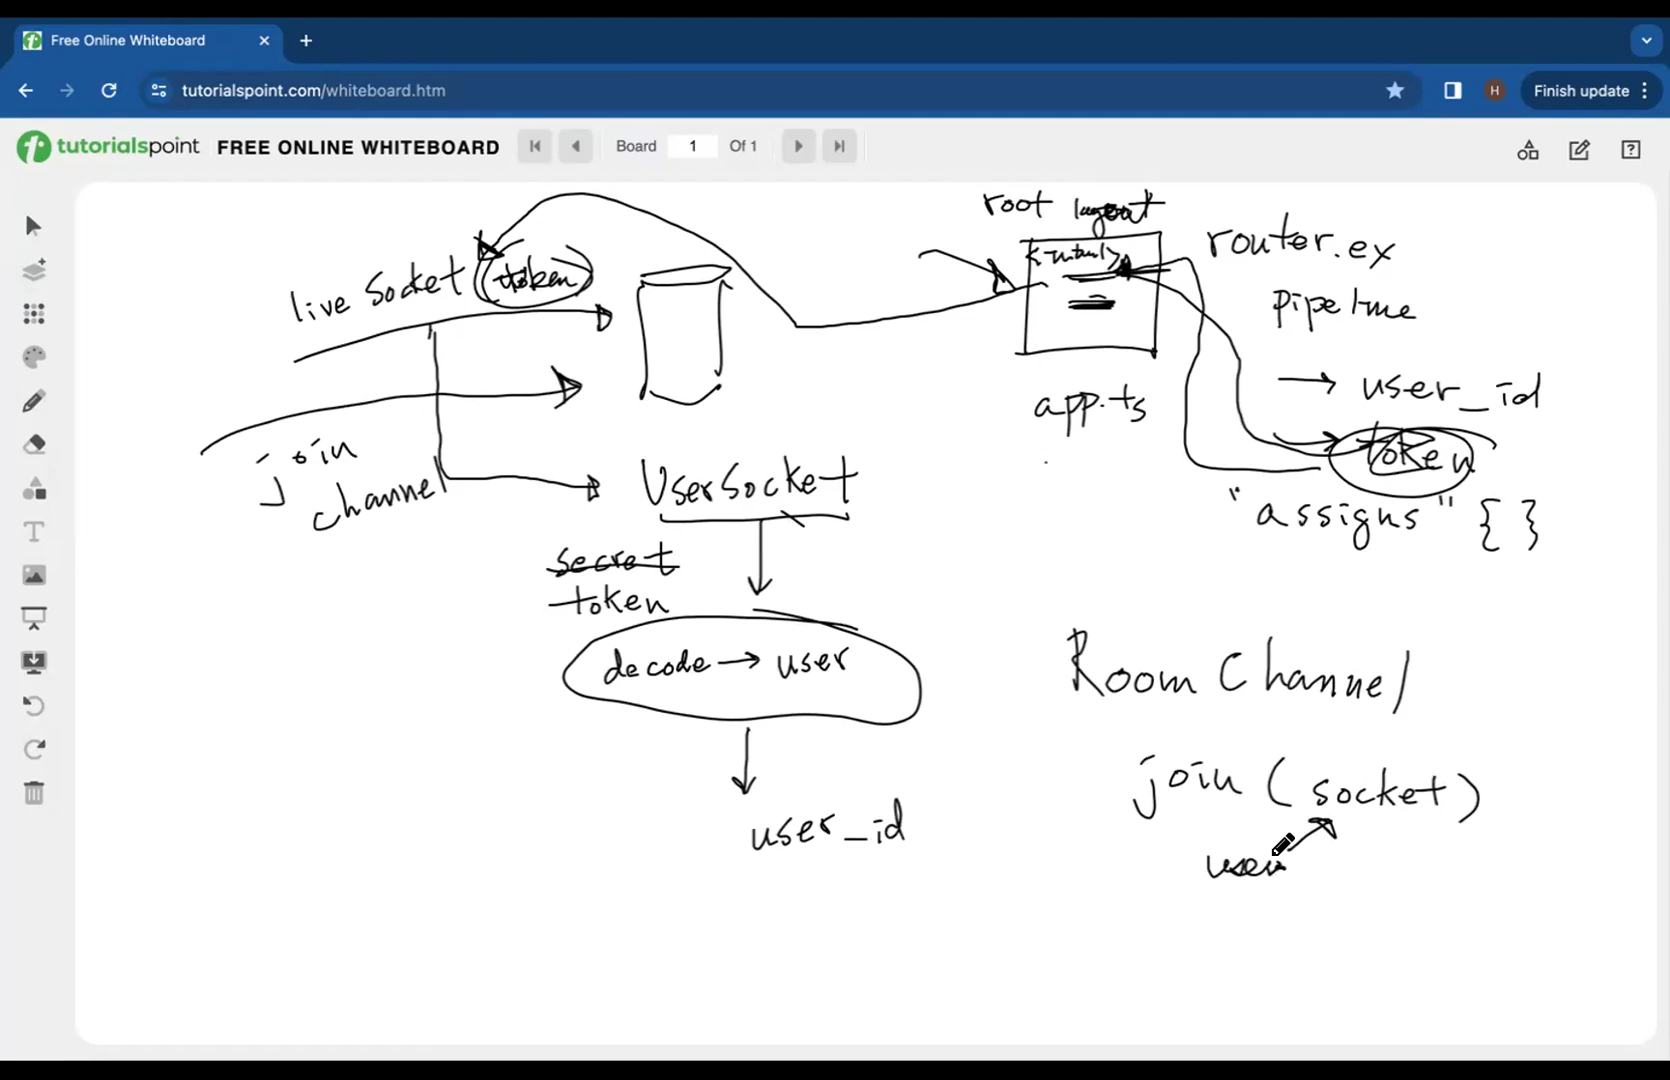 Free Online Whiteboard
tutorialspoint.com/whiteboard.htm
H
Finish update
tutorialspoint
FREE ONLINE WHITEBOARD
Board 1 Of 1
root layout
live Socket (token)
router.ex
pipeline
→ user_id
token
app.ts
join
channel
UserSocket
"assigns" { }
secret
token
decode → user
RoomChannel
join ( socket )
user_id
user